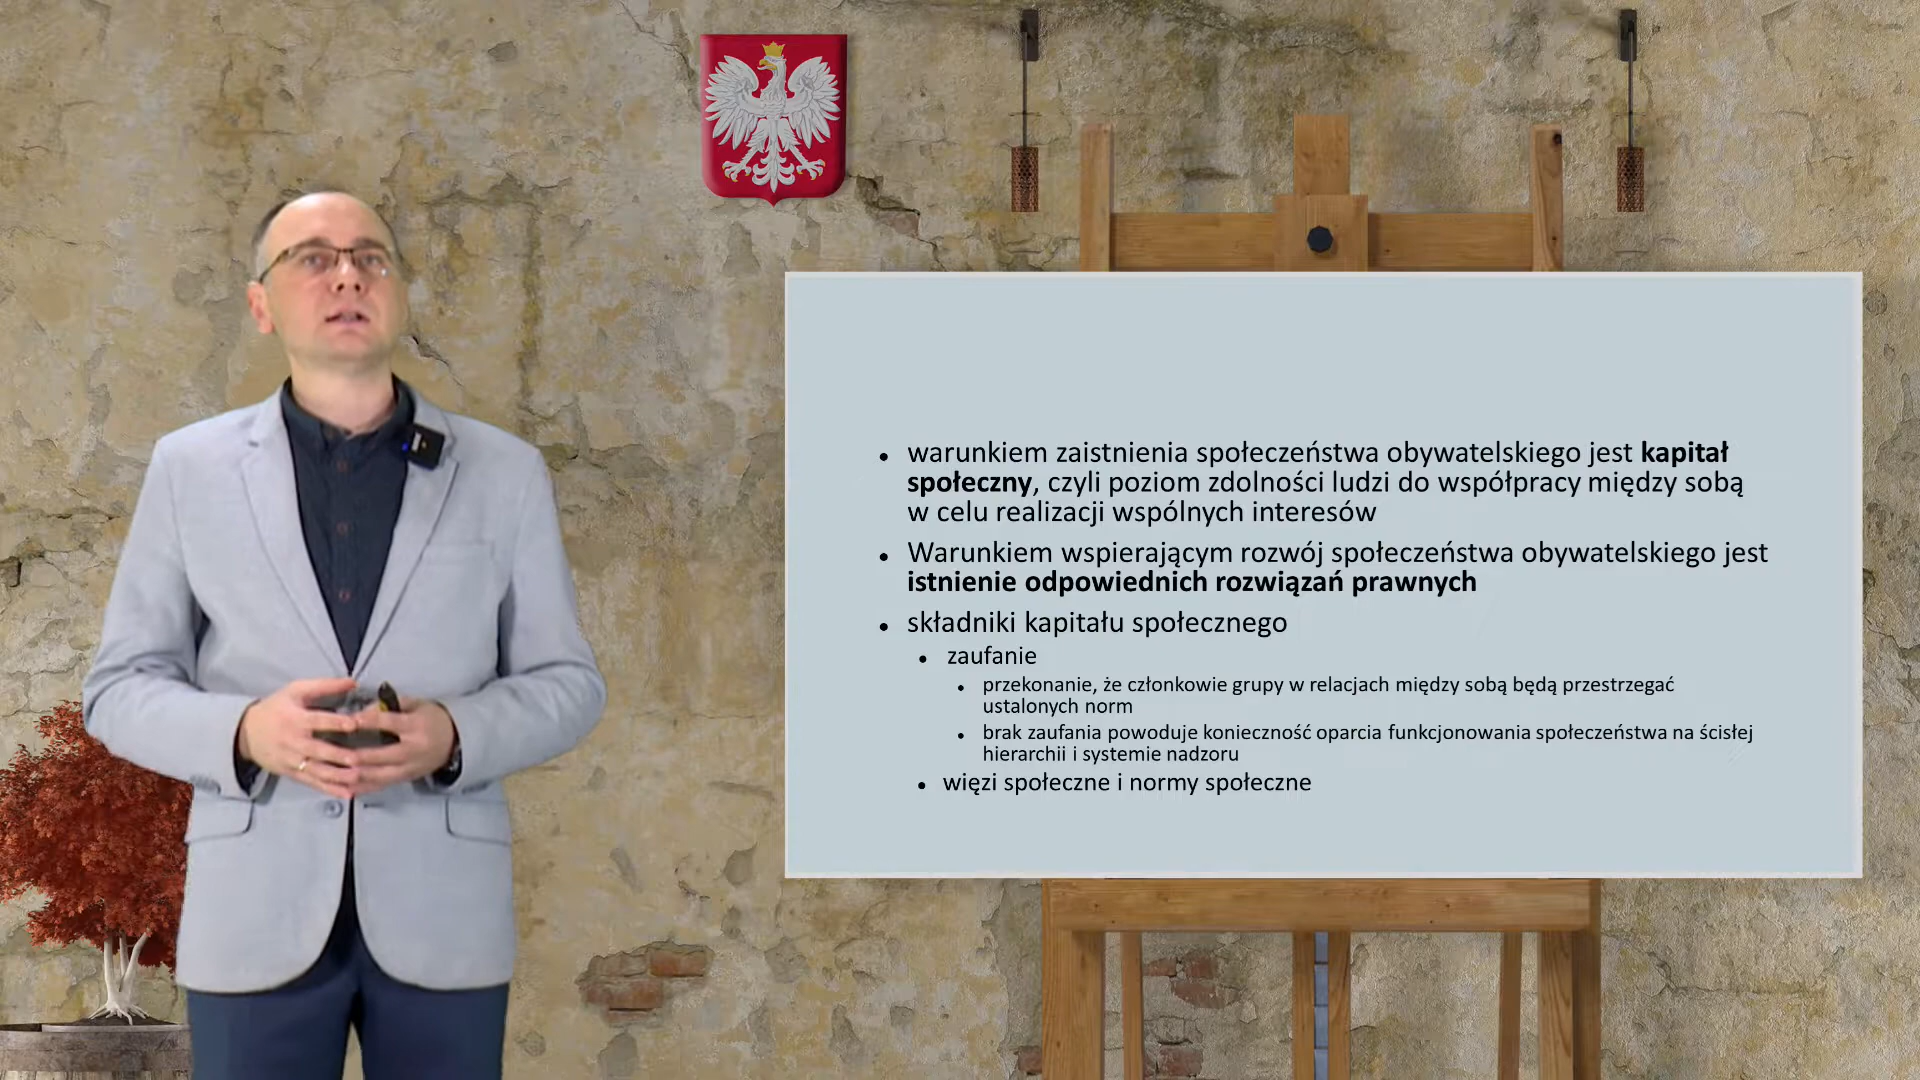 warunkiem zaistnienia społeczeństwa obywatelskiego jest kapitał
społeczny, czyli poziom zdolności ludzi do współpracy między sobą
w celu realizacji wspólnych interesów
Warunkiem wspierającym rozwój społeczeństwa obywatelskiego jest
istnienie odpowiednich rozwiązań prawnych
składniki kapitału społecznego
zaufanie
przekonanie, że członkowie grupy w relacjach między sobą będą przestrzegać
ustalonych norm
brak zaufania powoduje konieczność oparcia funkcjonowania społeczeństwa na ścisłej
hierarchii i systemie nadzoru
więzi społeczne i normy społeczne